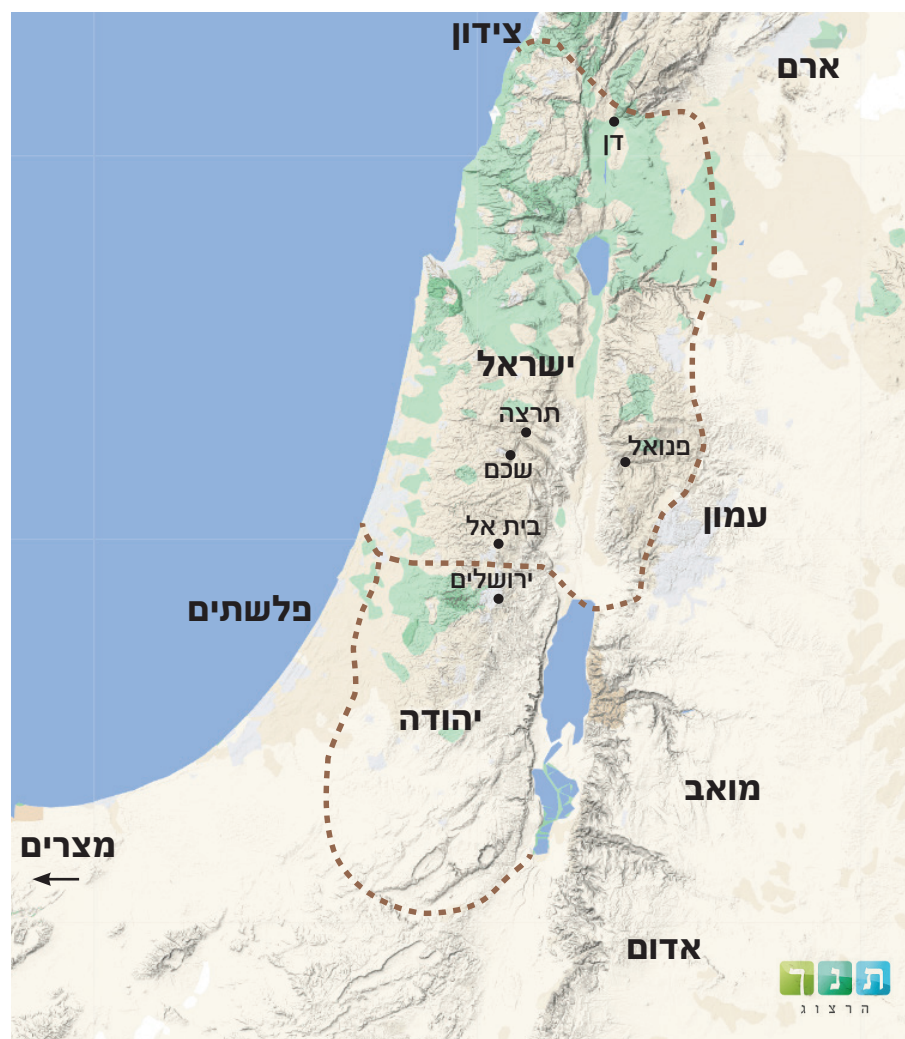 צידון
ארם
דן
ישראל
תרצה
שכם
פנואל
בית אל
עמון
ירושלים
פלשתים
יהודה
מואב
מצרים
אדום
תנך
הרצוג